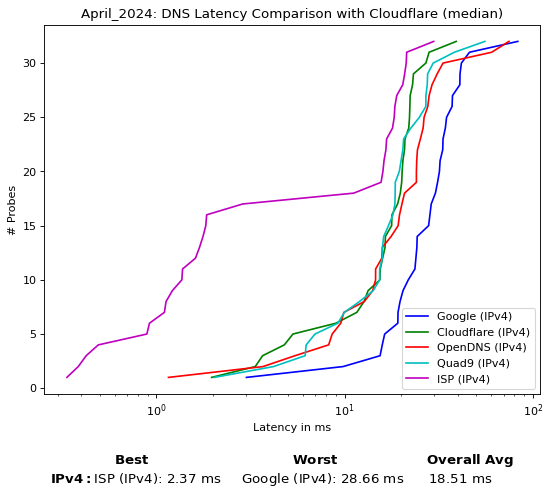 April_2024: DNS Latency Comparison with Cloudflare (median)
# Probes
30
25
20
15
10
5
0
Google (IPv4)
Cloudflare (IPv4)
OpenDNS (IPv4)
Quad9 (IPv4)
ISP (IPv4)
10^0 10^1 10^2
Latency in ms
Best Worst Overall Avg
IPv4: ISP (IPv4): 2.37 ms Google (IPv4): 28.66 ms 18.51 ms